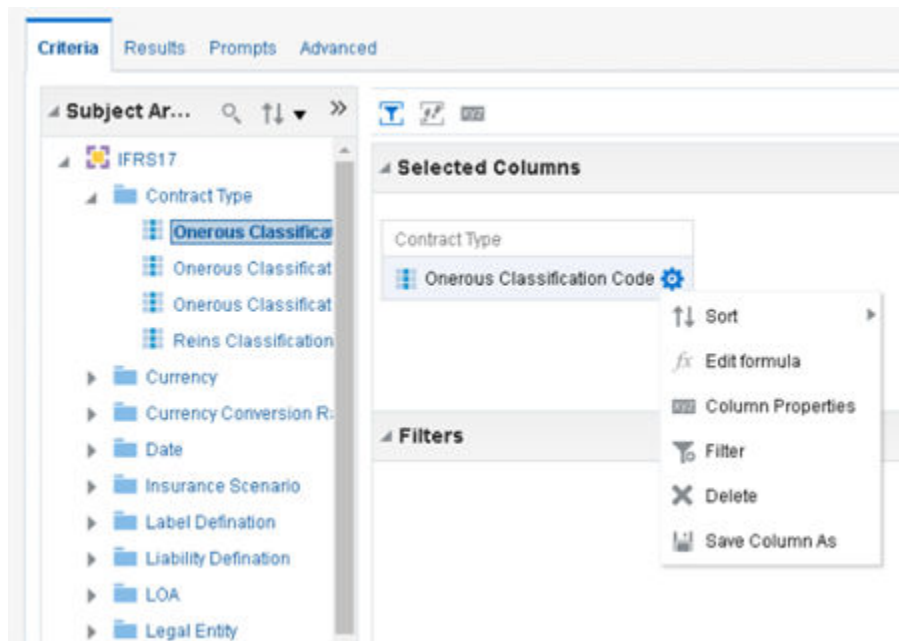 Criteria Results Prompts Advanced
Subject Ar...
IFRS17
Contract Type
Onerous Classifica
Onerous Classificat
Onerous Classificat
Reins Classification
Currency
Currency Conversion R
Date
Insurance Scenario
Label Defination
Liability Defination
LOA
Legal Entity
Selected Columns
Contract Type
Onerous Classification Code
Sort
fx Edit formula
Column Properties
Filter
Delete
Save Column As
Filters